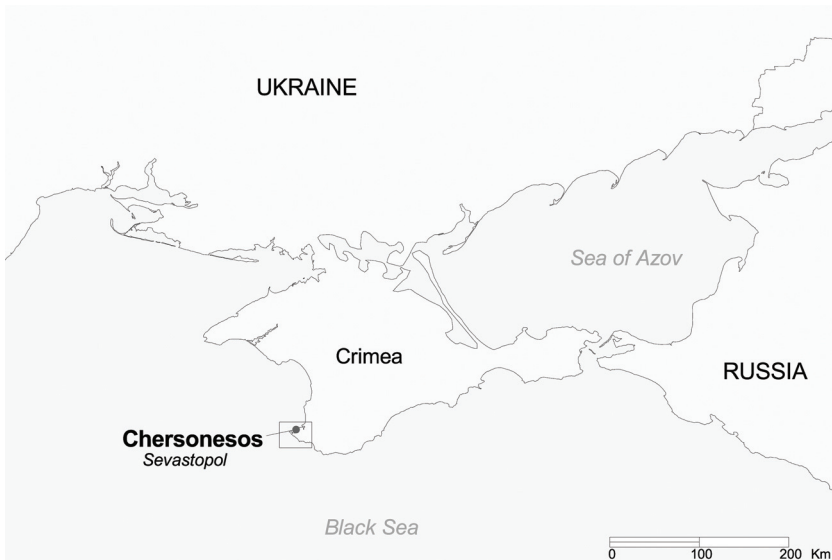 UKRAINE
Sea of Azov
Crimea
RUSSIA
Chersonesos
Sevastopol
Black Sea
0 100 200 Km